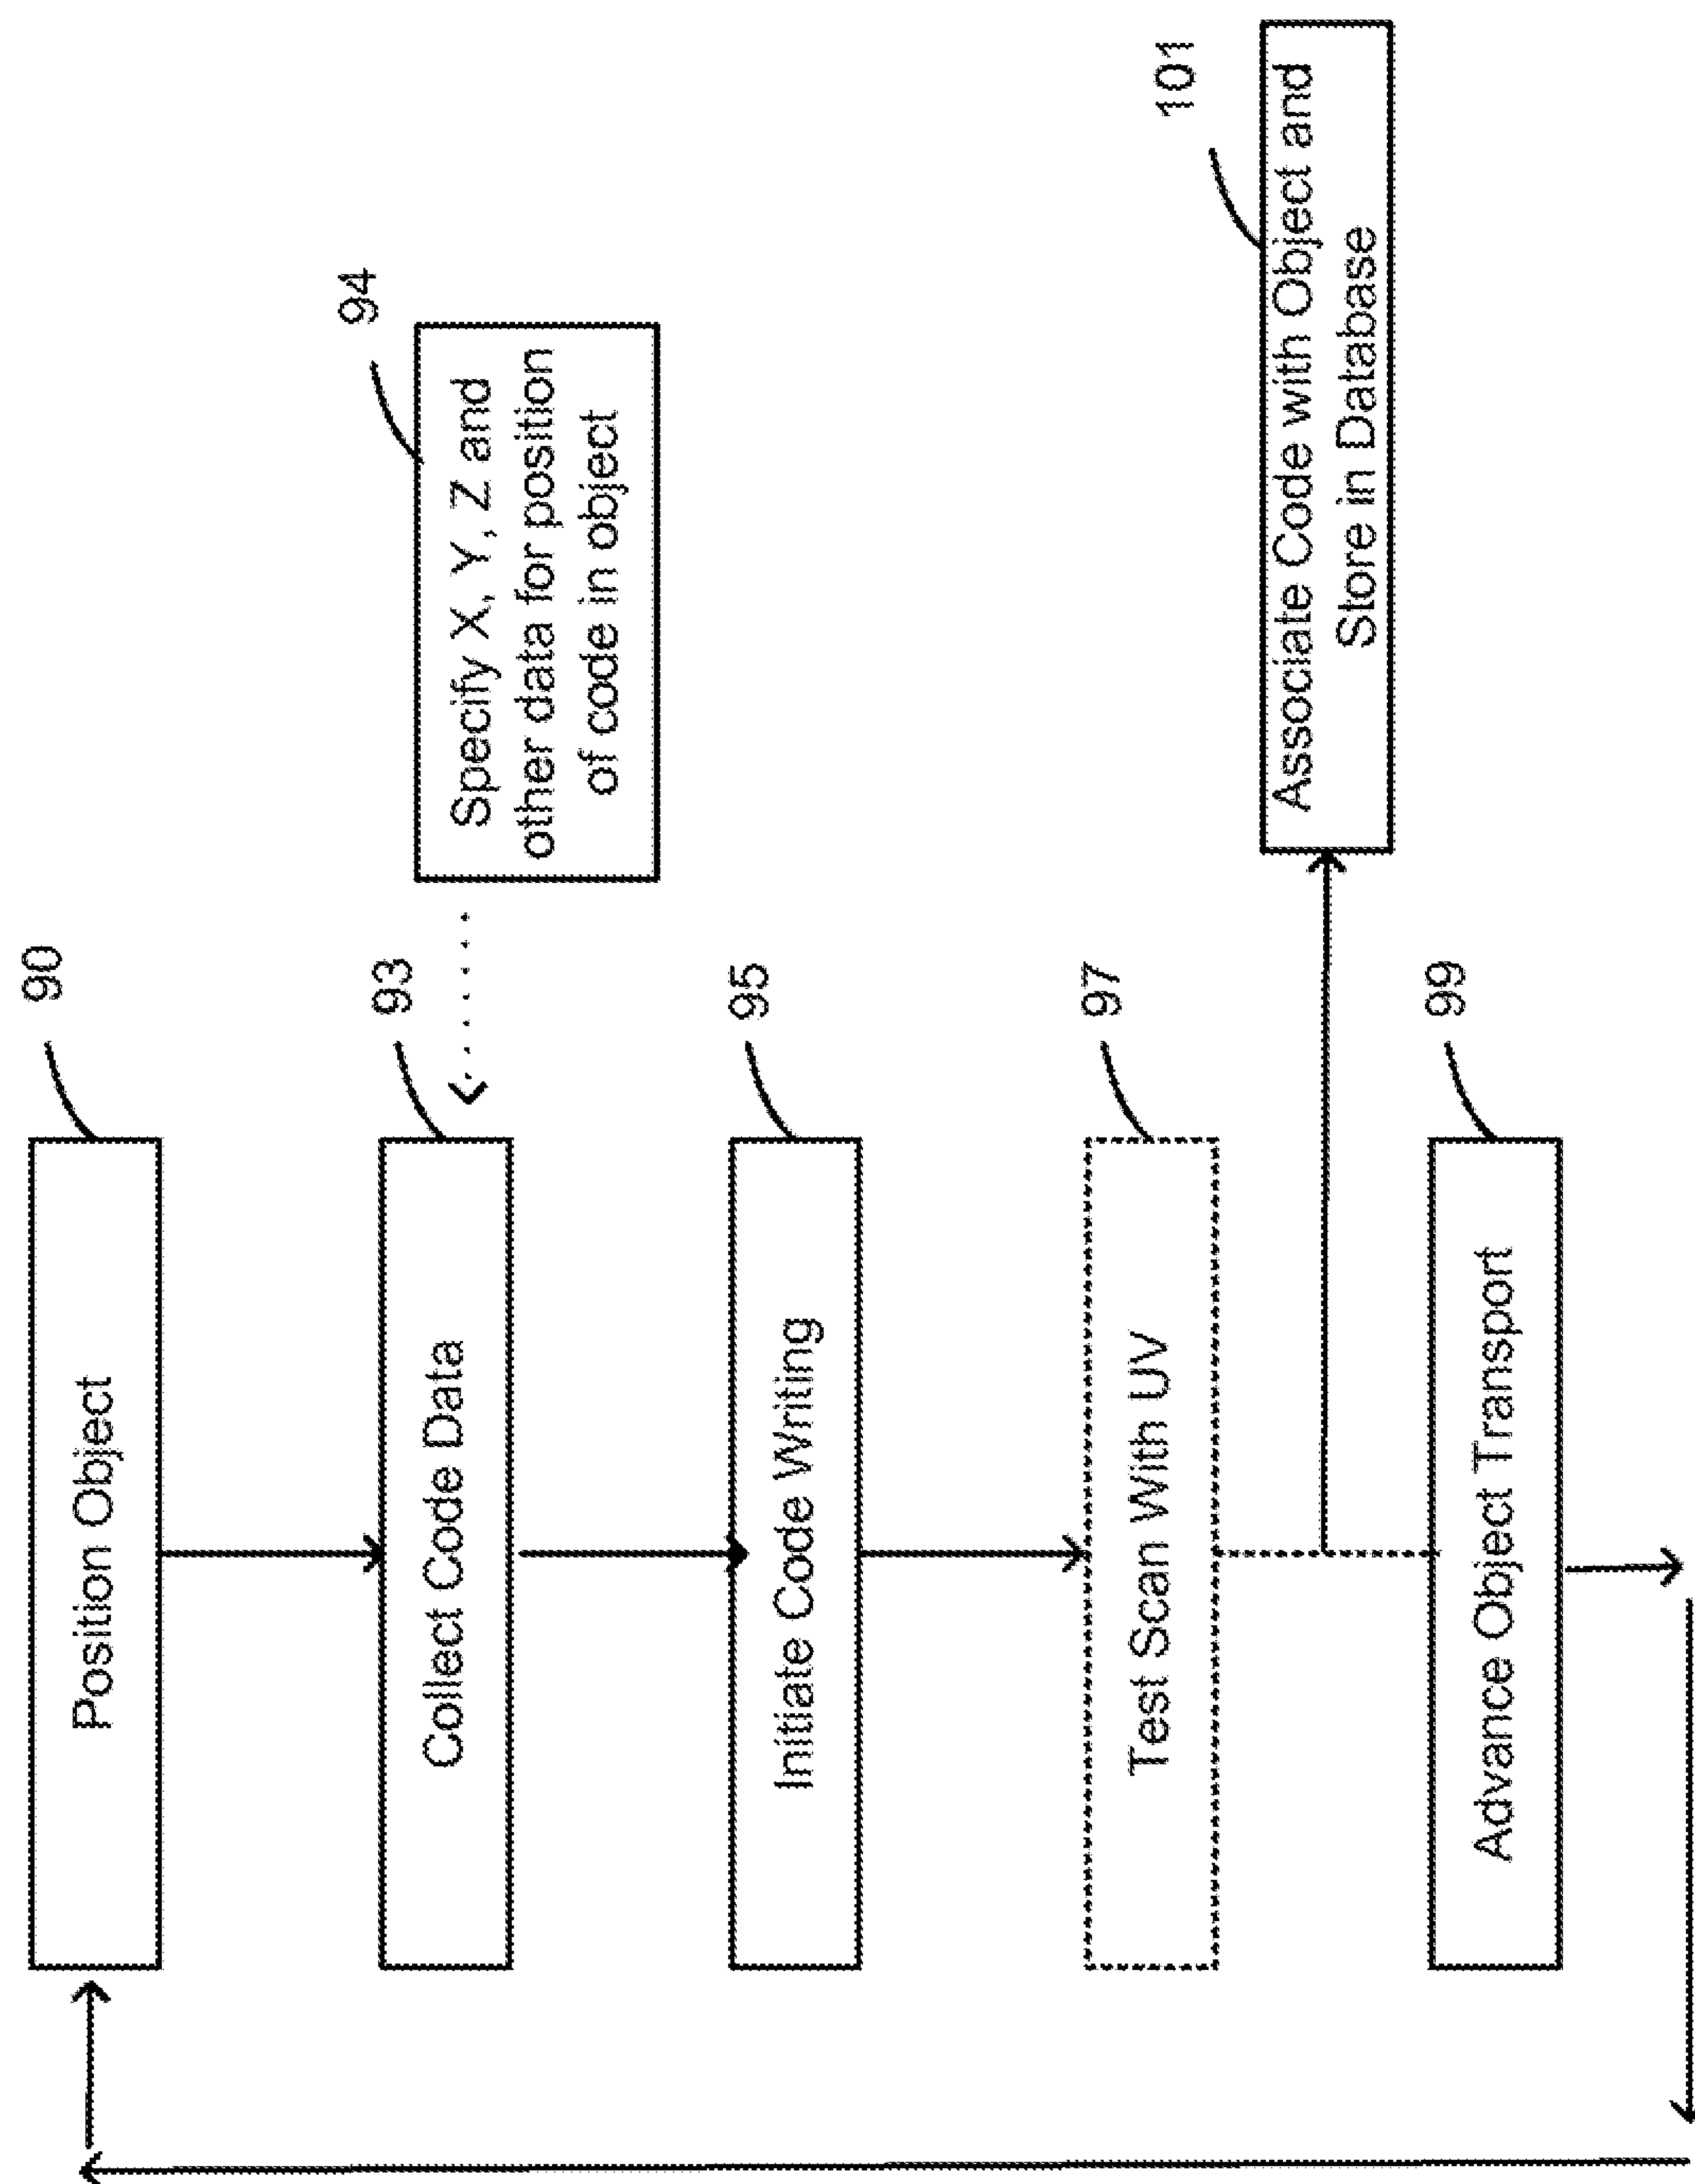 90
Position Object
93
Collect Code Data
94
Specify X, Y, Z and
other data for position
of code in object
95
Initiate Code Writing
97
Test Scan With UV
101
Associate Code with Object and
Store in Database
99
Advance Object Transport